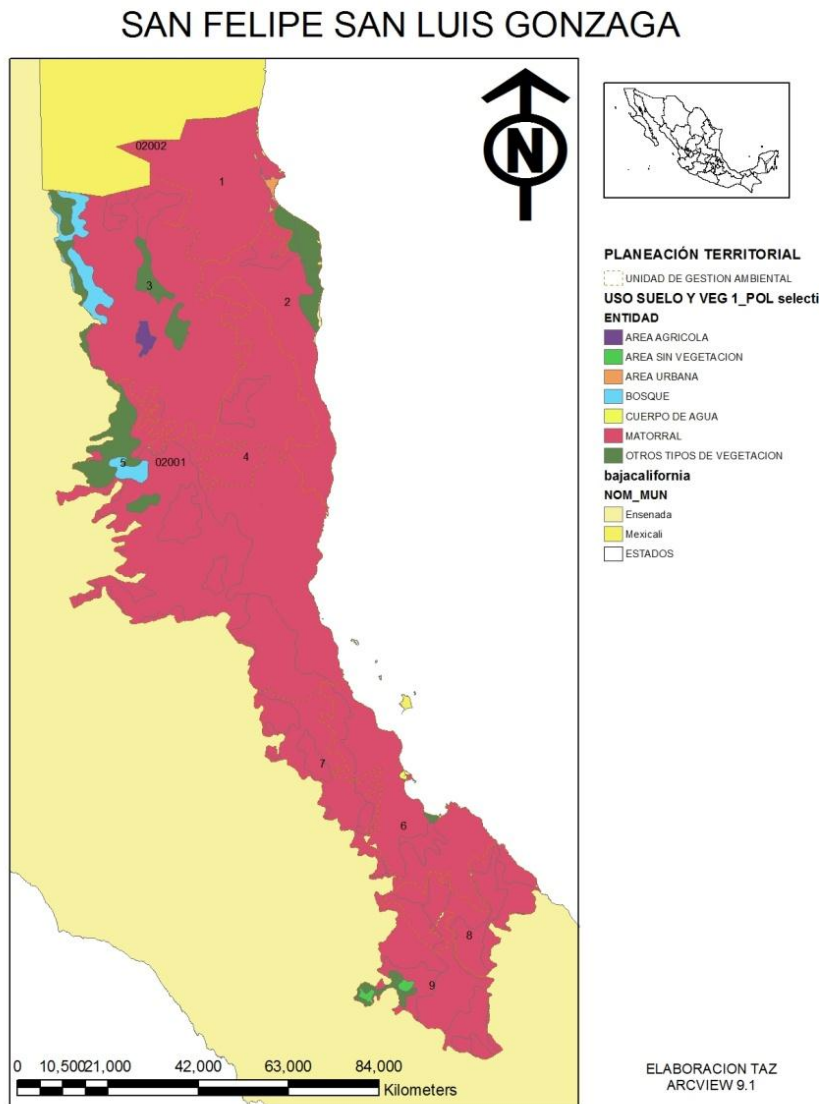 SAN FELIPE SAN LUIS GONZAGA
N
02002
1
3
2
5
02001
4
7
6
8
9
0 10,500 21,000 42,000 63,000 84,000
Kilometers
PLANEACIÓN TERRITORIAL
UNIDAD DE GESTION AMBIENTAL
USO SUELO Y VEG 1_POL selecti
ENTIDAD
AREA AGRICOLA
AREA SIN VEGETACION
AREA URBANA
BOSQUE
CUERPO DE AGUA
MATORRAL
OTROS TIPOS DE VEGETACION
bajacalifornia
NOM_MUN
Ensenada
Mexicali
ESTADOS
ELABORACION TAZ
ARCVIEW 9.1